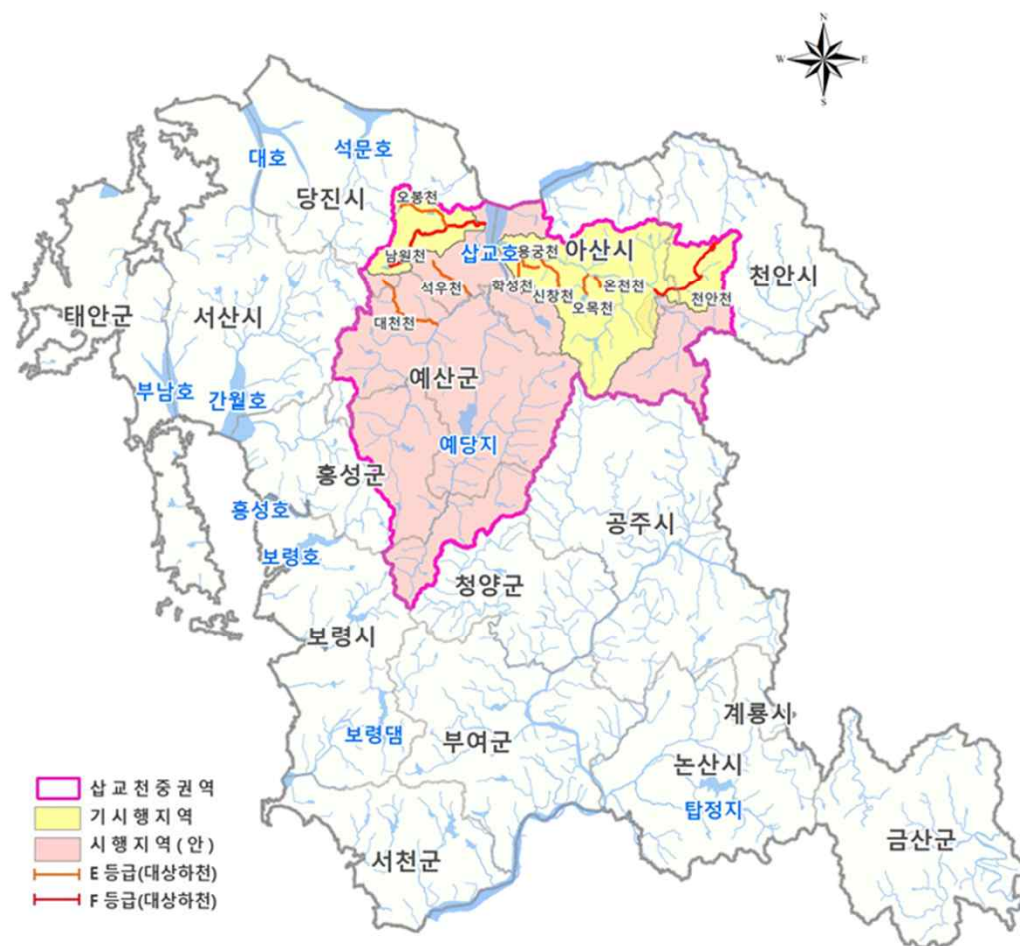 N
W
E
S
대호
석문호
당진시
오봉천
남원천
삽교호
용궁천
아산시
천안시
석우천
학성천
신창천
온천천
오목천
천안천
대천천
태안군
서산시
예산군
부남호
간월호
예당지
홍성군
홍성호
공주시
보령호
청양군
보령시
계룡시
보령댐
부여군
논산시
탑정지
금산군
서천군
삽교천중권역
기시행지역
시행지역(안)
E 등급(대상하천)
F 등급(대상하천)